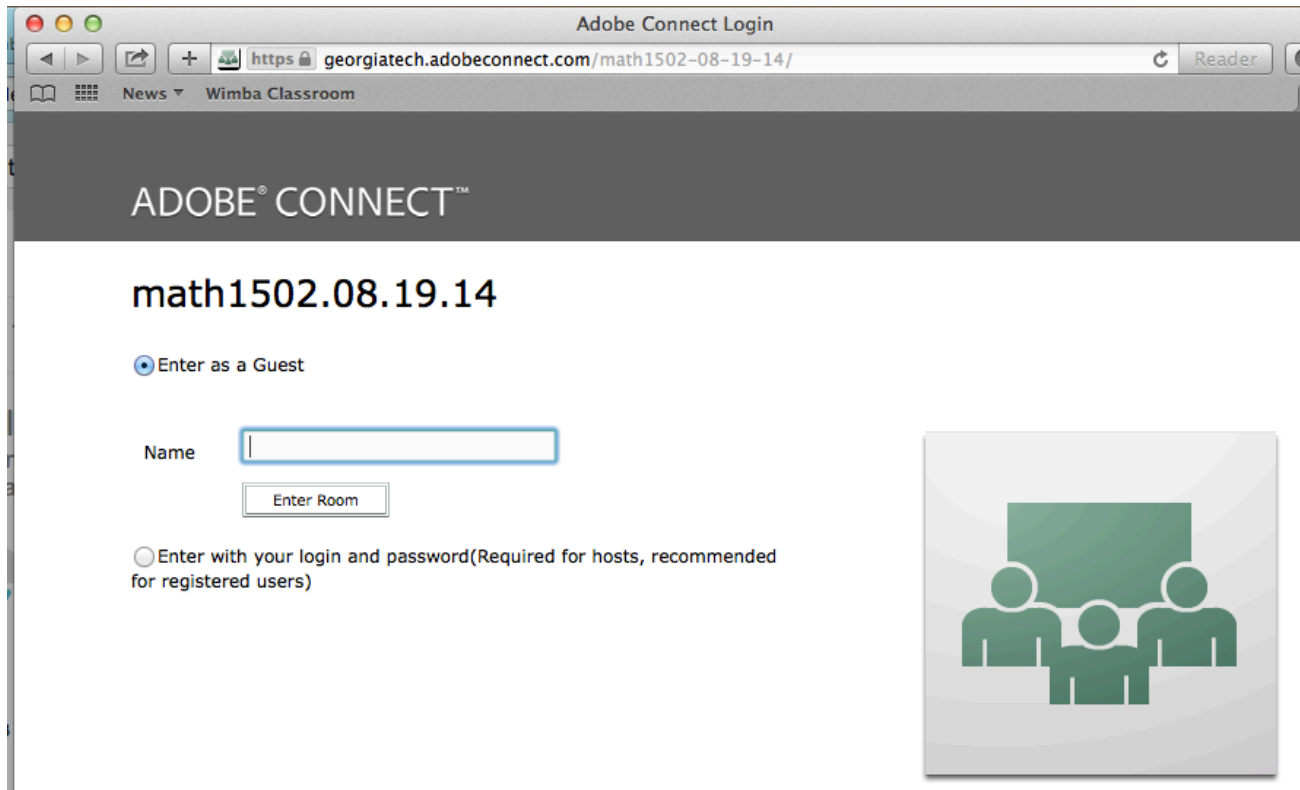 Adobe Connect Login
https georgiatech.adobeconnect.com/math1502-08-19-14/ Reader
News Wimba Classroom
ADOBE® CONNECT™
math1502.08.19.14
Enter as a Guest
Name
Enter Room
Enter with your login and password(Required for hosts, recommended
for registered users)